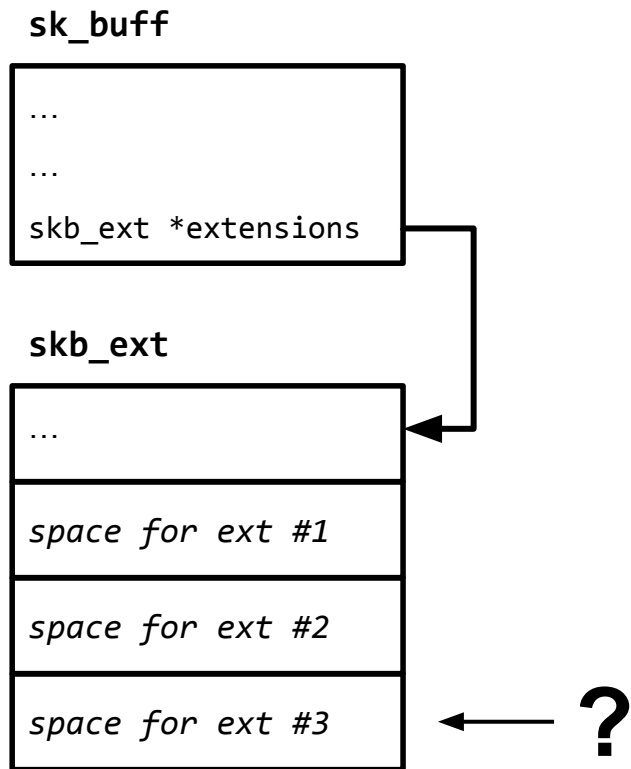 sk_buff
...
...
skb_ext *extensions
skb_ext
...
space for ext #1
space for ext #2
space for ext #3
?